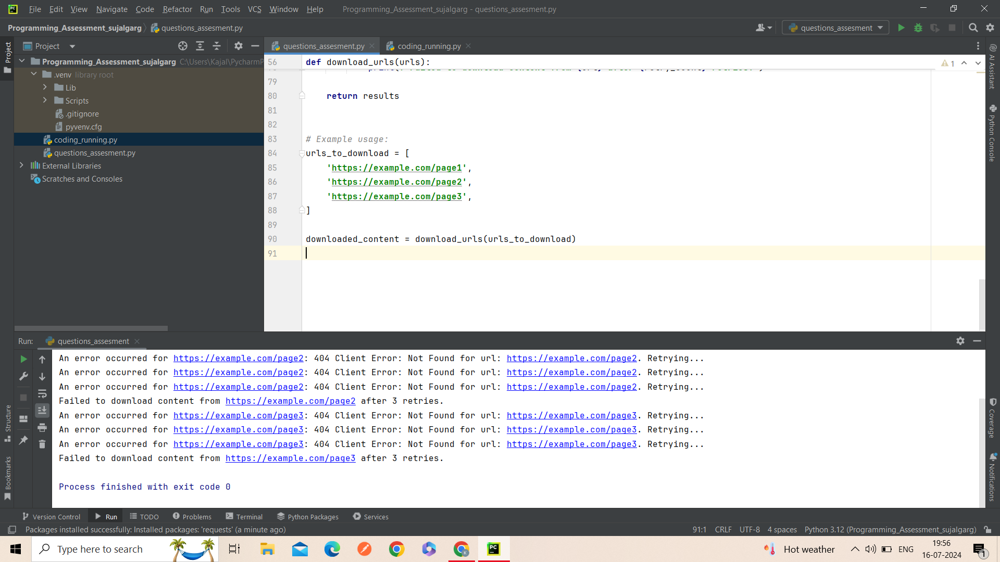 PC File Edit View Navigate Code Refactor Run Tools VCS Window Help Programming_Assessment_sujalgarg - questions_assesment.py
Programming_Assessment_sujalgarg questions_assesment.py questions_assesment
Project
Project
questions_assesment.py coding_running.py
Programming_Assessment_sujalgarg C:\Users\Kajal\PycharmP
.venv library root
Lib
Scripts
.gitignore
pyvenv.cfg
coding_running.py
questions_assesment.py
External Libraries
Scratches and Consoles
56 def download_urls(urls):
1
79
80 return results
81
82
83 # Example usage:
84 urls_to_download = [
85 'https://example.com/page1',
86 'https://example.com/page2',
87 'https://example.com/page3',
88 ]
89
90 downloaded_content = download_urls(urls_to_download)
91
AI Assistant
Python Console
Coverage
Notifications
Structure
Bookmarks
Run: questions_assesment
An error occurred for https://example.com/page2: 404 Client Error: Not Found for url: https://example.com/page2. Retrying...
An error occurred for https://example.com/page2: 404 Client Error: Not Found for url: https://example.com/page2. Retrying...
An error occurred for https://example.com/page2: 404 Client Error: Not Found for url: https://example.com/page2. Retrying...
Failed to download content from https://example.com/page2 after 3 retries.
An error occurred for https://example.com/page3: 404 Client Error: Not Found for url: https://example.com/page3. Retrying...
An error occurred for https://example.com/page3: 404 Client Error: Not Found for url: https://example.com/page3. Retrying...
An error occurred for https://example.com/page3: 404 Client Error: Not Found for url: https://example.com/page3. Retrying...
Failed to download content from https://example.com/page3 after 3 retries.
Process finished with exit code 0
Version Control Run TODO Problems Terminal Python Packages Services
Packages installed successfully: Installed packages: 'requests' (a minute ago) 91:1 CRLF UTF-8 4 spaces Python 3.12 (Programming_Assessment_sujalgarg)
Type here to search K PC Hot weather ENG 19:56
16-07-2024 1